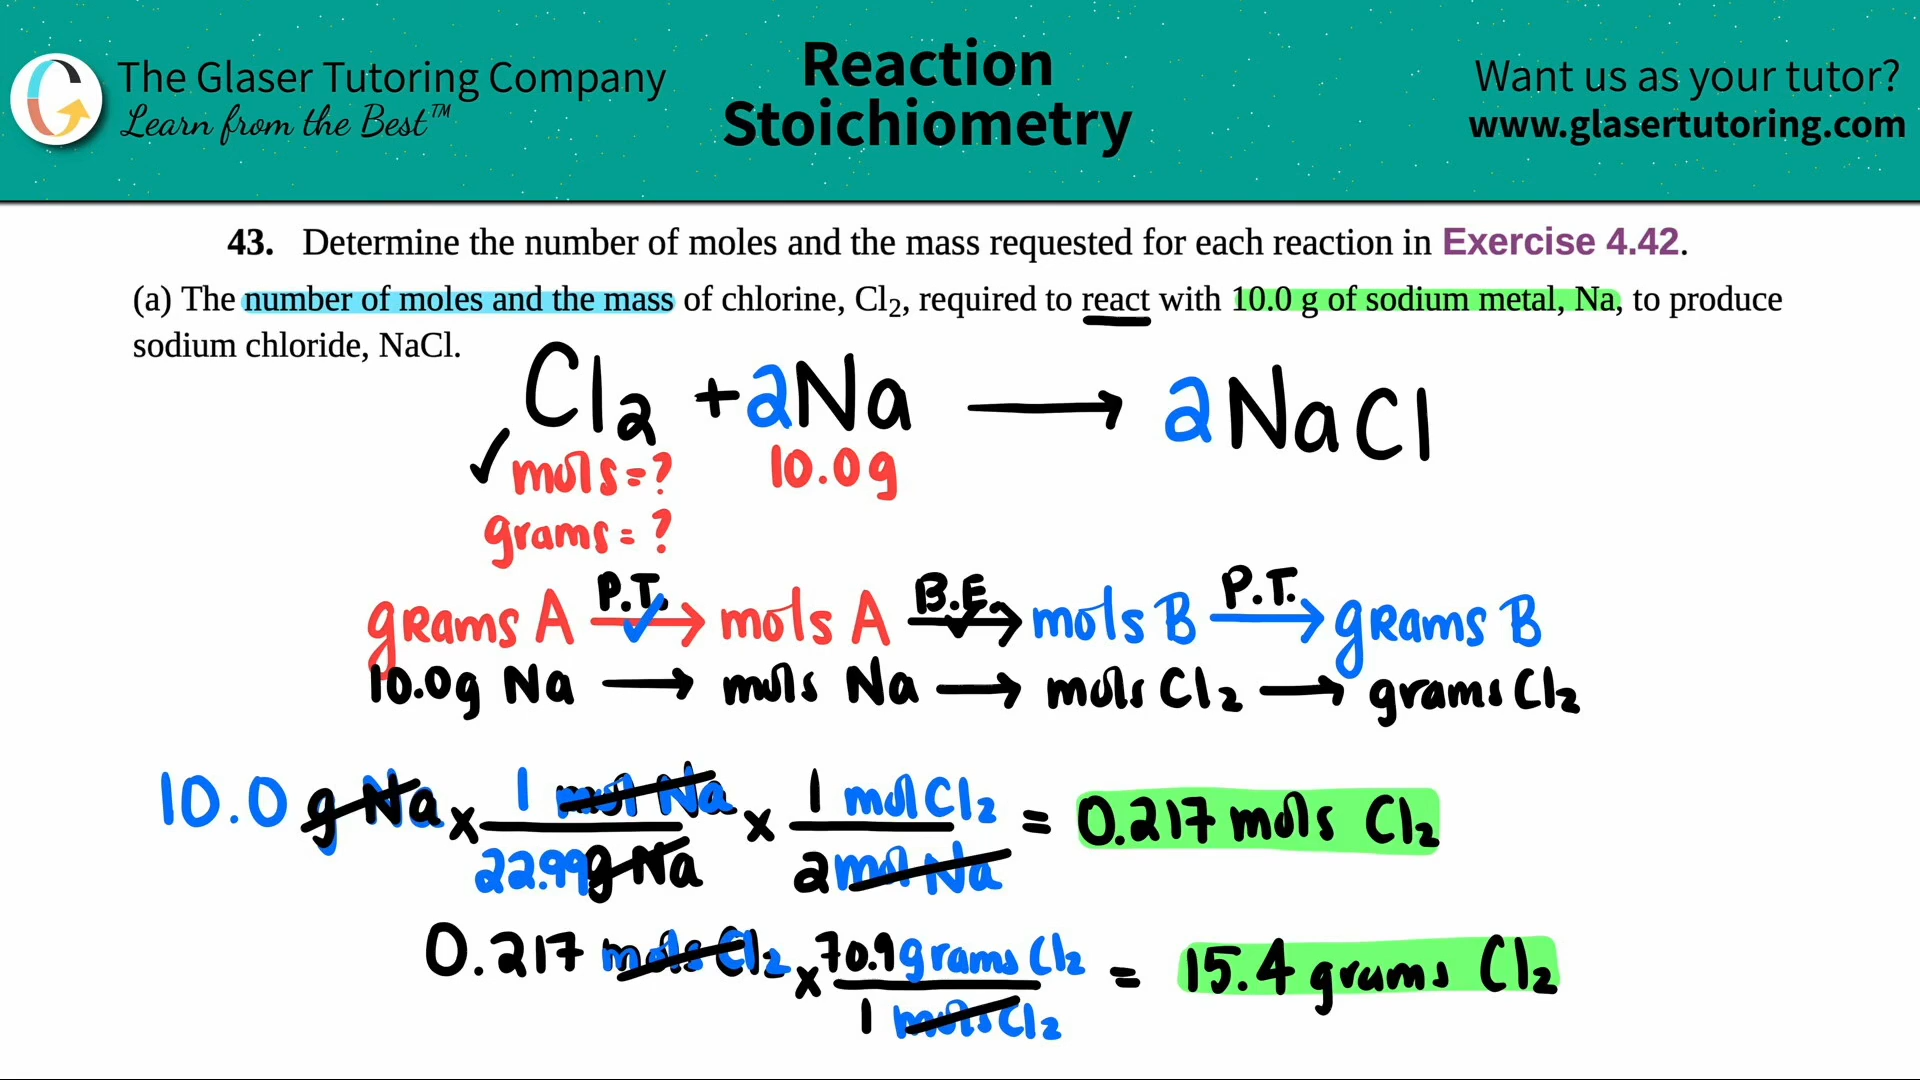 The Glaser Tutoring Company
Learn from the Best™
Reaction
Stoichiometry
Want us as your tutor?
www.glasertutoring.com
43. Determine the number of moles and the mass requested for each reaction in Exercise 4.42.
(a) The number of moles and the mass of chlorine, Cl₂, required to react with 10.0 g of sodium metal, Na, to produce
sodium chloride, NaCl.
Cl₂ + 2Na → 2NaCl
✓ mols = ? 10.0g
grams = ?
P.T. ✓ B.E. ✓ P.T.
grams A → mols A → mols B → grams B
10.0g Na → mols Na → mols Cl₂ → grams Cl₂
10.0 g Na × 1 mol Na / 22.99 g Na × 1 mol Cl₂ / 2 mol Na = 0.217 mols Cl₂
0.217 mols Cl₂ × 70.9 grams Cl₂ / 1 mols Cl₂ = 15.4 grams Cl₂